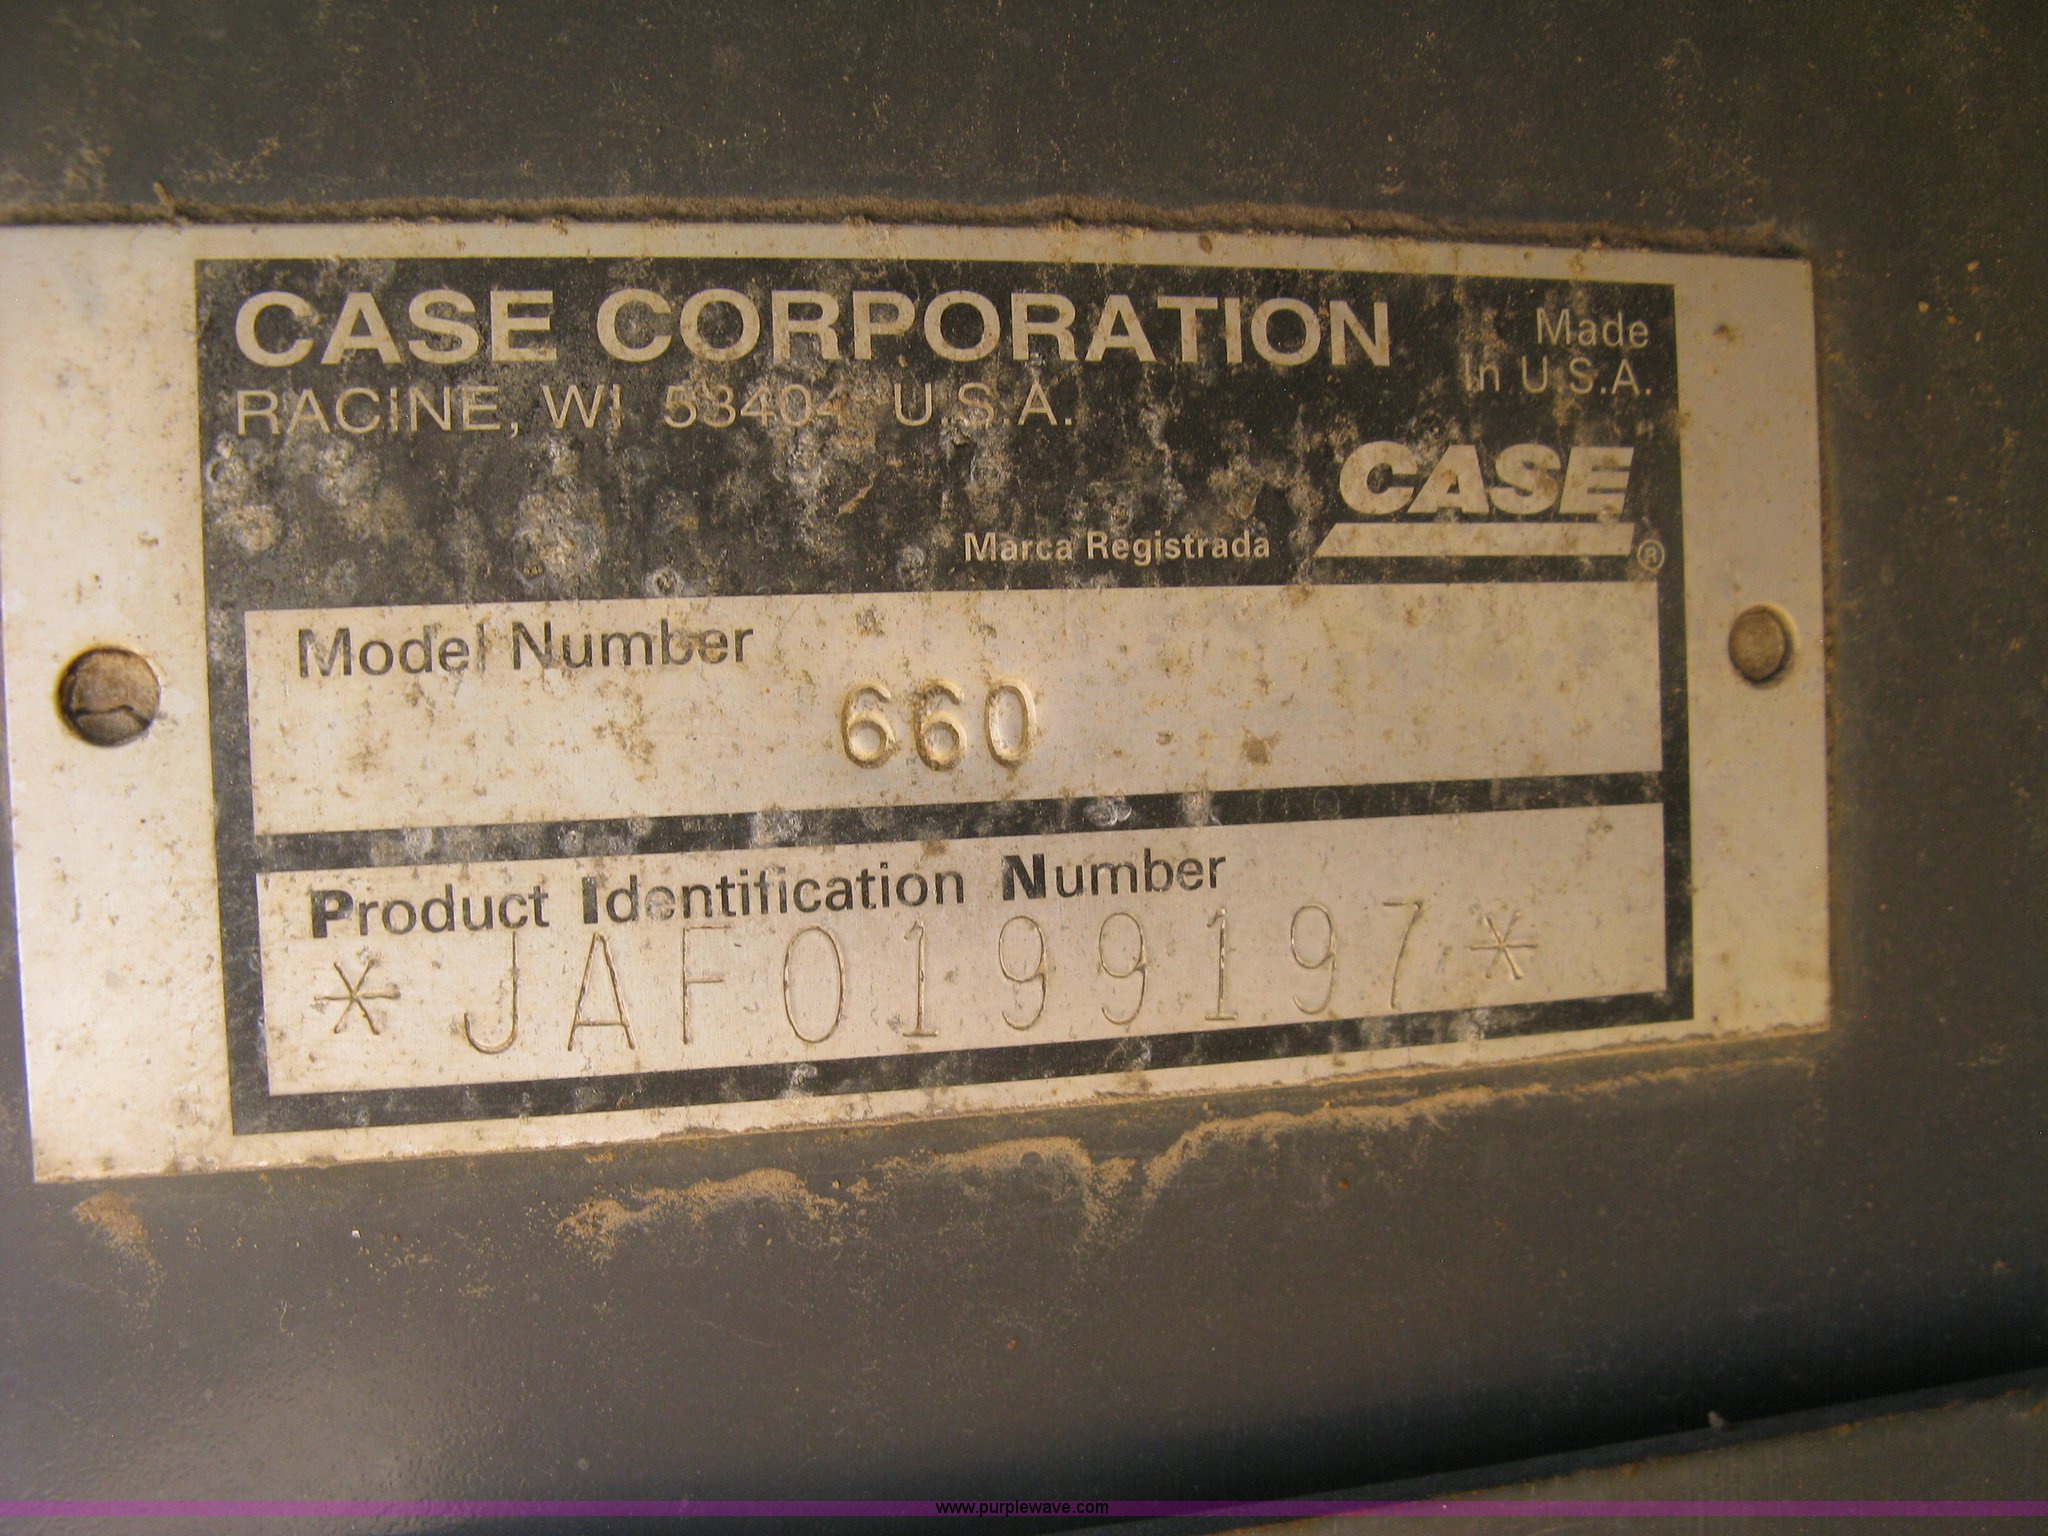 CASE CORPORATION
RACINE, WI 53404 U.S.A.
Made
In U.S.A.
CASE
Marca Registrada ®
Model Number
660
Product Identification Number
*JAF0199197*
www.purplewave.com